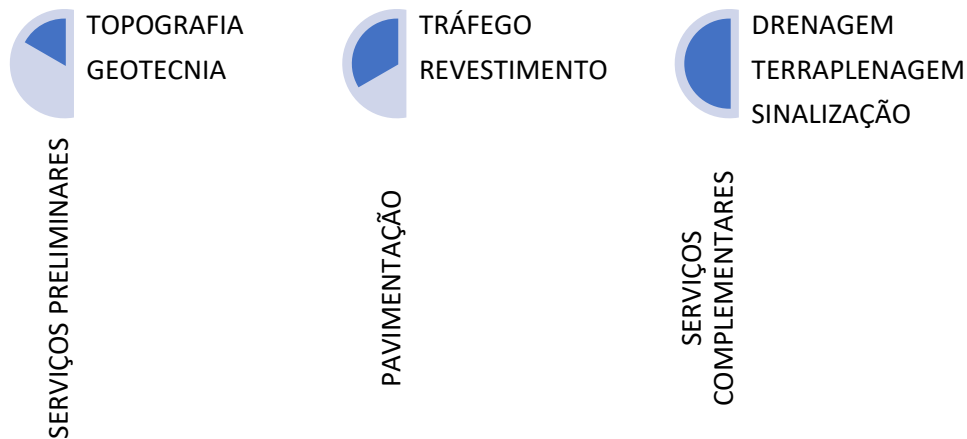 TOPOGRAFIA
GEOTECNIA
SERVIÇOS PRELIMINARES
TRÁFEGO
REVESTIMENTO
PAVIMENTAÇÃO
DRENAGEM
TERRAPLENAGEM
SINALIZAÇÃO
SERVIÇOS
COMPLEMENTARES